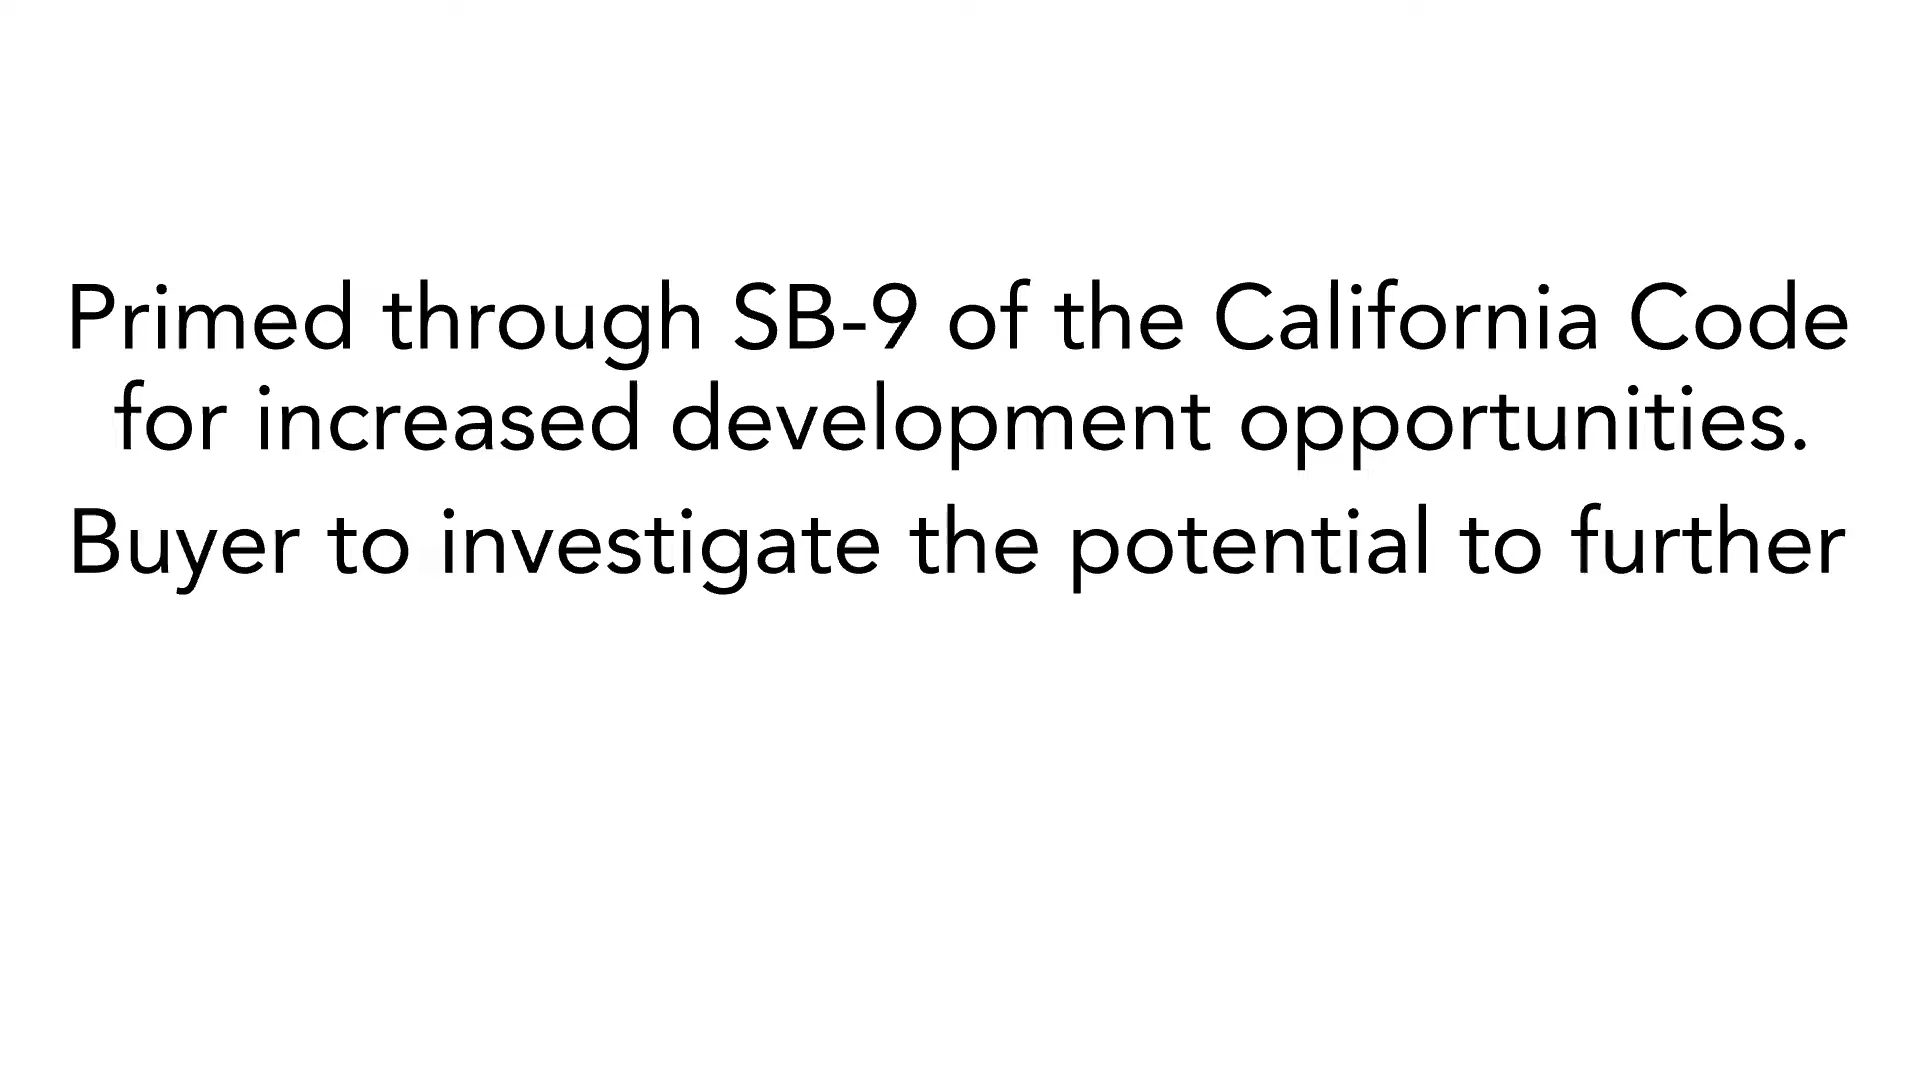 Primed through SB-9 of the California Code
for increased development opportunities.
Buyer to investigate the potential to further